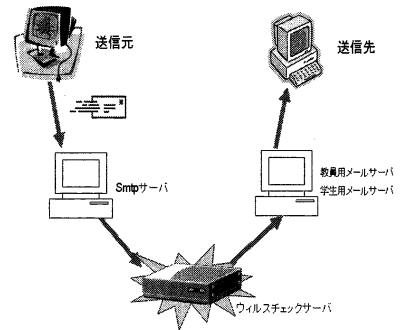 送信元
送信先
Smtpサーバ
教員用メールサーバ
学生用メールサーバ
ウィルスチェックサーバ